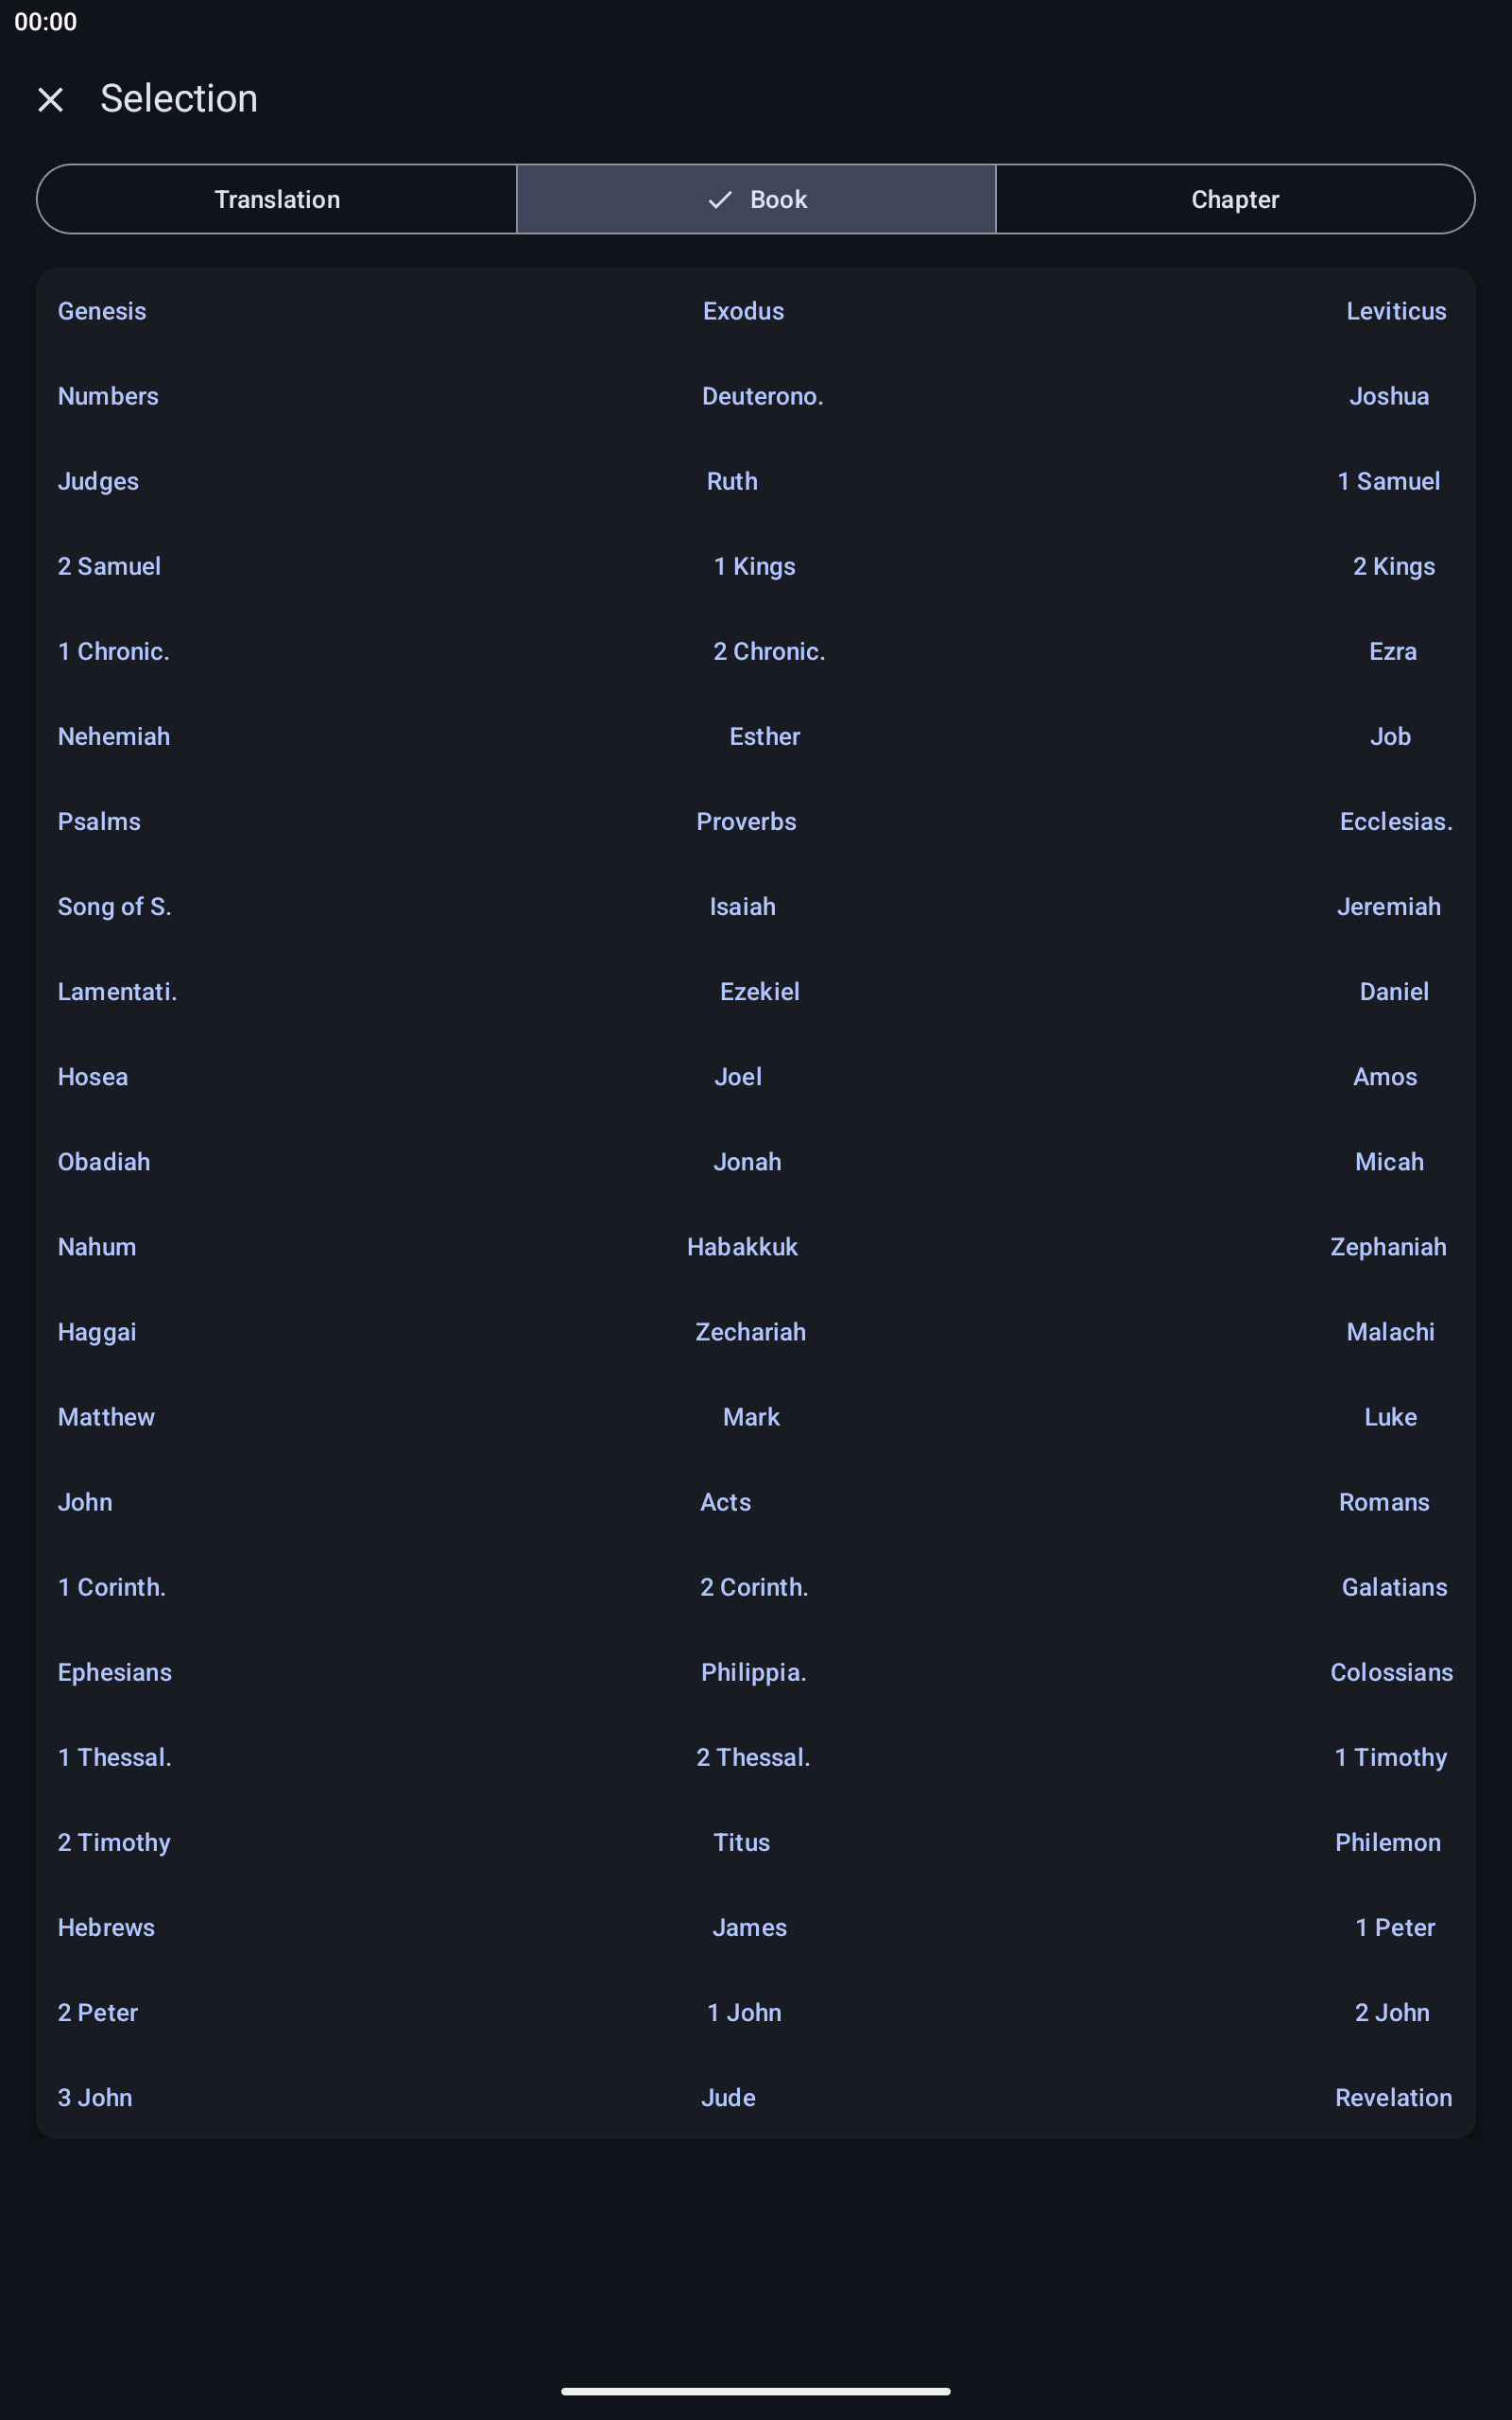 00:00
Selection
Translation Book Chapter
Genesis Exodus Leviticus
Numbers Deuterono. Joshua
Judges Ruth 1 Samuel
2 Samuel 1 Kings 2 Kings
1 Chronic. 2 Chronic. Ezra
Nehemiah Esther Job
Psalms Proverbs Ecclesias.
Song of S. Isaiah Jeremiah
Lamentati. Ezekiel Daniel
Hosea Joel Amos
Obadiah Jonah Micah
Nahum Habakkuk Zephaniah
Haggai Zechariah Malachi
Matthew Mark Luke
John Acts Romans
1 Corinth. 2 Corinth. Galatians
Ephesians Philippia. Colossians
1 Thessal. 2 Thessal. 1 Timothy
2 Timothy Titus Philemon
Hebrews James 1 Peter
2 Peter 1 John 2 John
3 John Jude Revelation